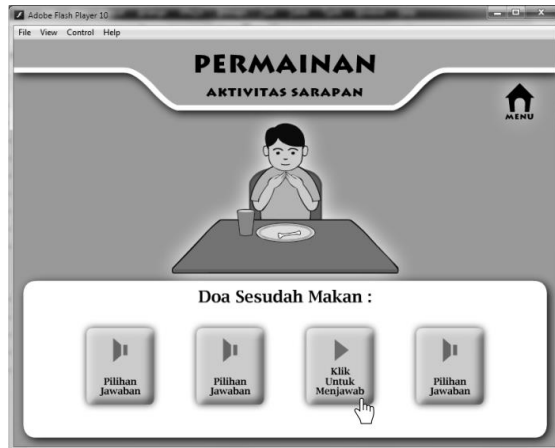 Adobe Flash Player 10
File View Control Help
PERMAINAN
AKTIVITAS SARAPAN
MENU
Doa Sesudah Makan :
Pilihan
Jawaban
Pilihan
Jawaban
Klik
Untuk
Menjawab
Pilihan
Jawaban